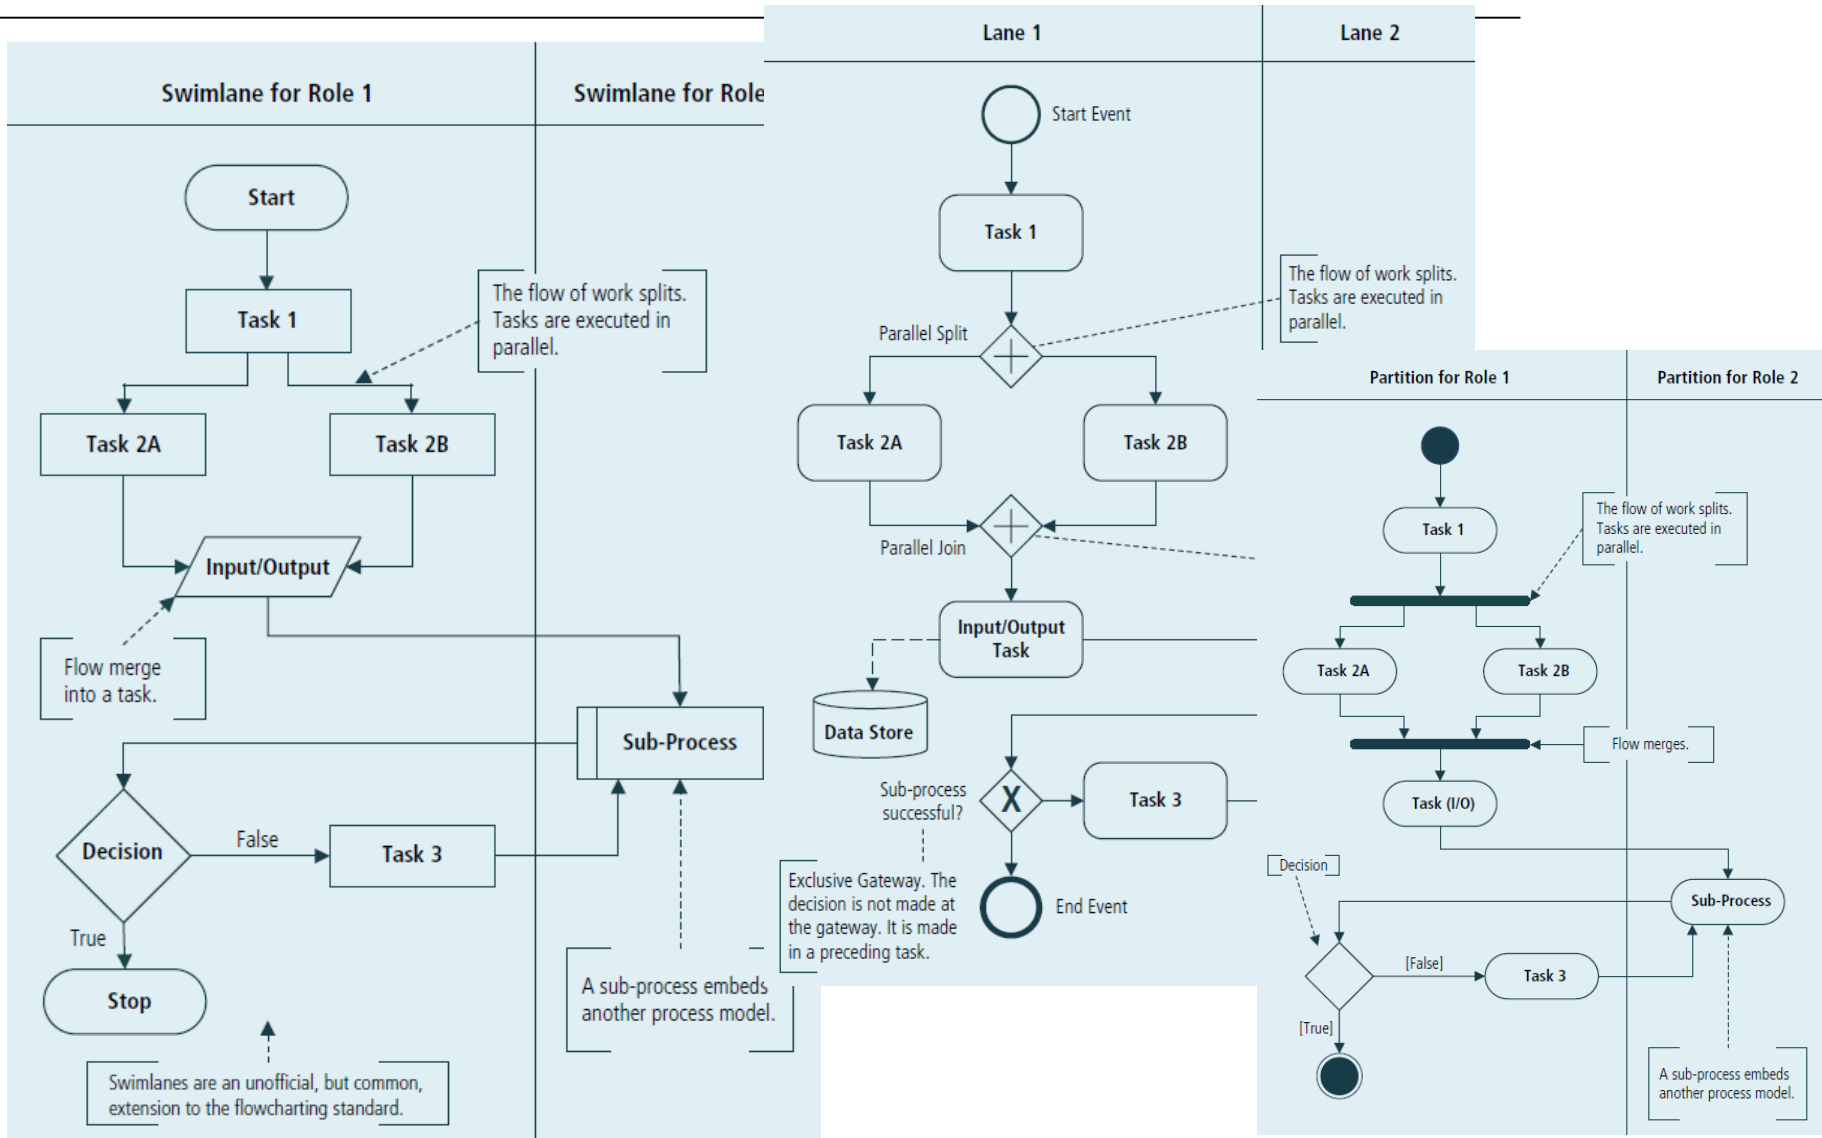 Swimlane for Role 1
Swimlane for Role
Start
Task 1
The flow of work splits.
Tasks are executed in
parallel.
Task 2A
Task 2B
Input/Output
Flow merge
into a task.
Sub-Process
Decision
False
Task 3
True
Stop
A sub-process embeds
another process model.
Swimlanes are an unofficial, but common,
extension to the flowcharting standard.
Lane 1
Lane 2
Start Event
Task 1
The flow of work splits.
Tasks are executed in
parallel.
Parallel Split
Task 2A
Task 2B
Parallel Join
Input/Output
Task
Data Store
Sub-process
successful?
X
Task 3
Exclusive Gateway. The
decision is not made at
the gateway. It is made
in a preceding task.
End Event
Partition for Role 1
Partition for Role 2
Task 1
The flow of work splits.
Tasks are executed in
parallel.
Task 2A
Task 2B
Flow merges.
Task (I/O)
Decision
Sub-Process
[False]
Task 3
[True]
A sub-process embeds
another process model.